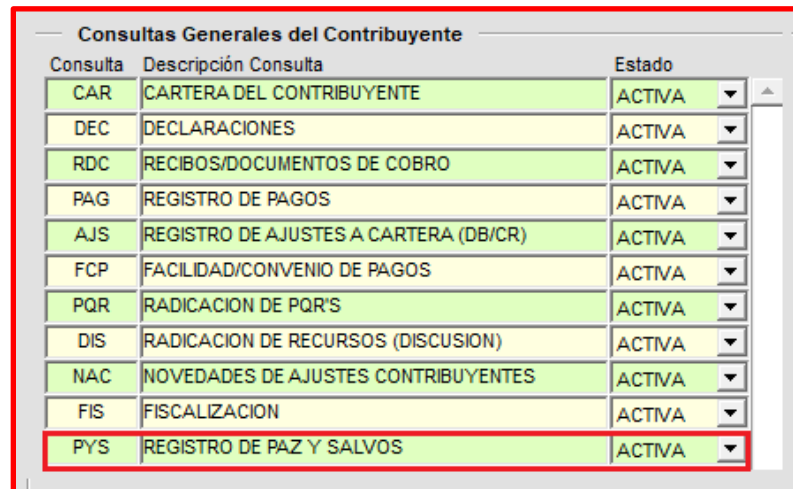 Consultas Generales del Contribuyente
Consulta Descripción Consulta Estado
CAR CARTERA DEL CONTRIBUYENTE ACTIVA
DEC DECLARACIONES ACTIVA
RDC RECIBOS/DOCUMENTOS DE COBRO ACTIVA
PAG REGISTRO DE PAGOS ACTIVA
AJS REGISTRO DE AJUSTES A CARTERA (DB/CR) ACTIVA
FCP FACILIDAD/CONVENIO DE PAGOS ACTIVA
PQR RADICACION DE PQR'S ACTIVA
DIS RADICACION DE RECURSOS (DISCUSION) ACTIVA
NAC NOVEDADES DE AJUSTES CONTRIBUYENTES ACTIVA
FIS FISCALIZACION ACTIVA
PYS REGISTRO DE PAZ Y SALVOS ACTIVA